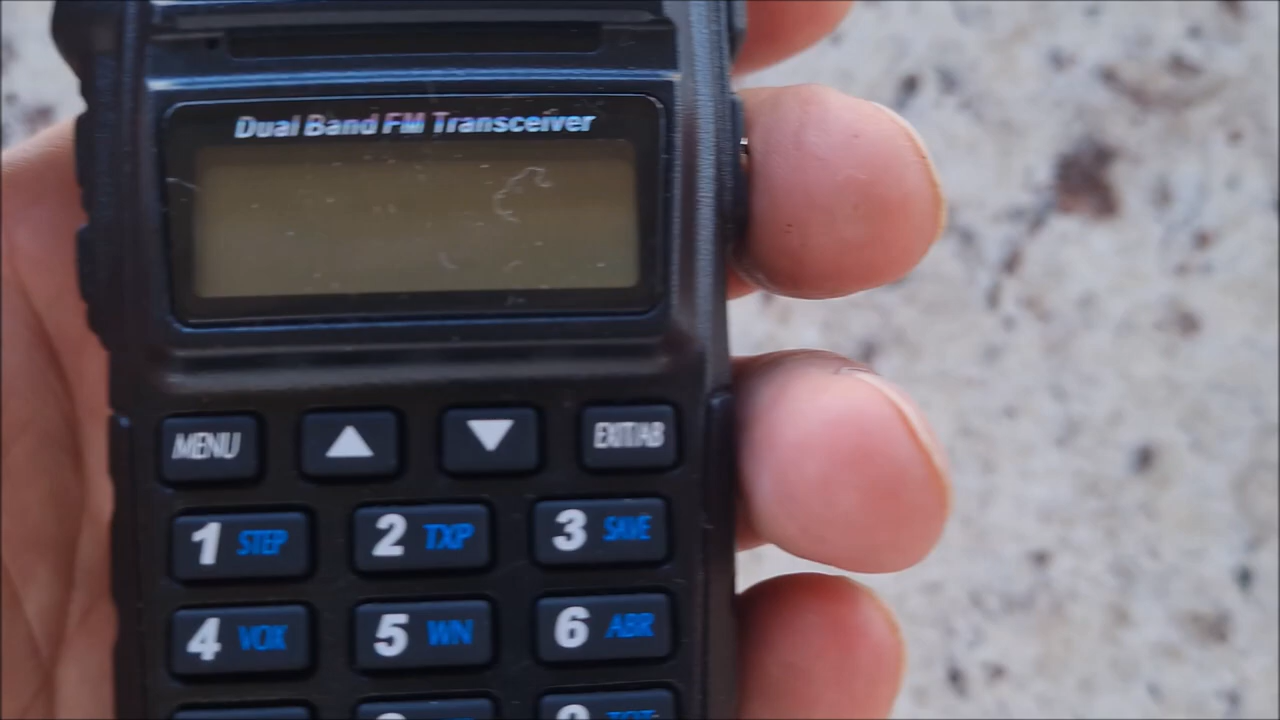 Dual Band FM Transceiver
MENU ▲ ▼ EXIT/AB
1 STEP 2 TXP 3 SAVE
4 VOX 5 WN 6 ABR